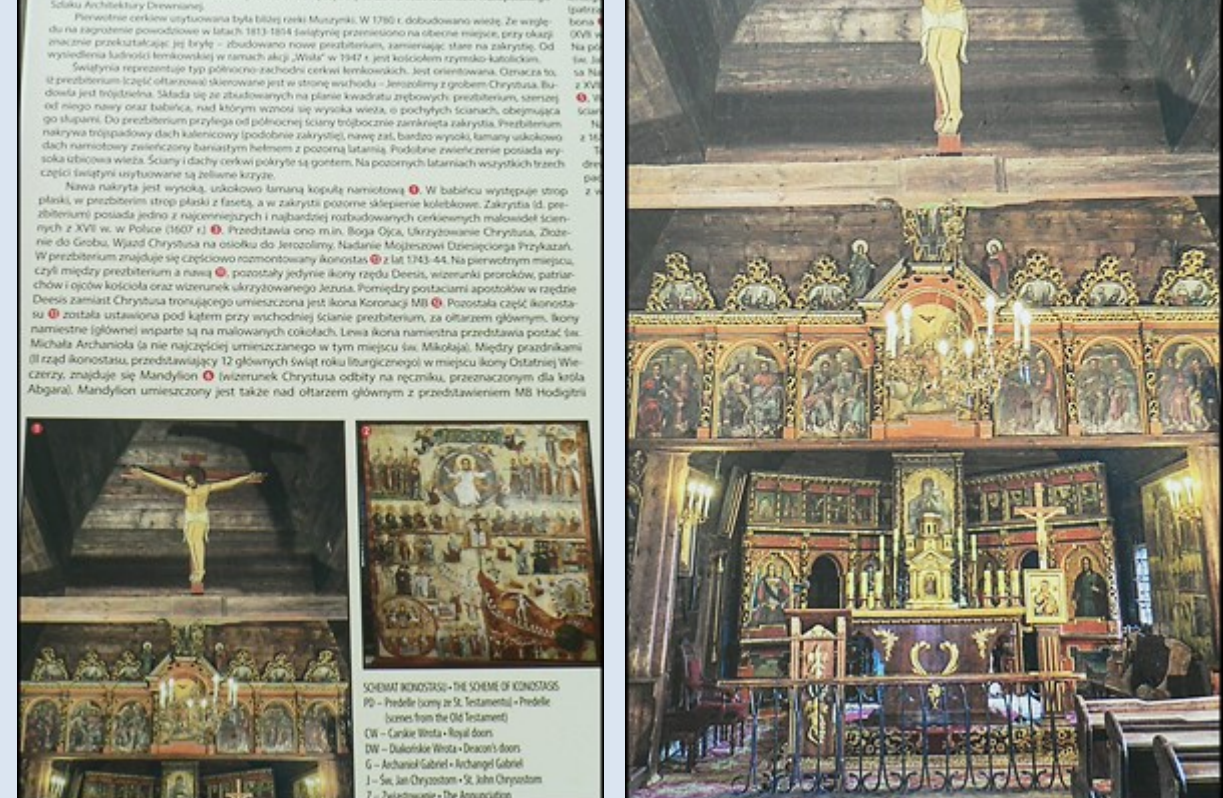 Szlaku Architektury Drewnianej.
Pierwotnie cerkiew usytuowana była bliżej rzeki Muszynki. W 1780 r. dobudowano wieżę. Ze wzglę-
du na zagrożenie powodziowe w latach 1813-1814 świątynię przeniesiono na obecne miejsce, przy okazji
znacznie przekształcając jej bryłę – zbudowano nowe prezbiterium, zamieniając stare na zakrystię. Od
wysiedlenia ludności łemkowskiej w ramach akcji „Wisła” w 1947 r. jest kościołem rzymsko-katolickim.
Świątynia reprezentuje typ północno-zachodni cerkwi łemkowskich. Jest orientowana. Oznacza to,
iż prezbiterium (część ołtarzowa) skierowane jest w stronę wschodu – Jerozolimy z grobem Chrystusa. Bu-
dowla jest trójdzielna. Składa się ze zbudowanych na planie kwadratu zrębowych: prezbiterium, szerszej
od niego nawy oraz babińca, nad którym wznosi się wysoka wieża, o pochyłych ścianach, obejmująca
go słupami. Do prezbiterium przylega od północnej ściany trójbocznie zamknięta zakrystia. Prezbiterium
nakrywa trójspadowy dach kalenicowy (podobnie zakrystię), nawę zaś, bardzo wysoki, łamany uskokowo
dach namiotowy zwieńczony baniastym hełmem z pozorną latarnią. Podobne zwieńczenie posiada wy-
soka izbicowa wieża. Ściany i dachy cerkwi pokryte są gontem. Na pozornych latarniach wszystkich trzech
części świątyni usytuowane są żeliwne krzyże.
Nawa nakryta jest wysoką, uskokowo łamaną kopułą namiotową. W babińcu występuje strop
płaski, w prezbiterim strop płaski z fasetą, a w zakrystii pozorne sklepienie kolebkowe. Zakrystia (d. pre-
zbiterium) posiada jedno z najcenniejszych i najbardziej rozbudowanych cerkiewnych malowideł ścien-
nych z XVII w. w Polsce (1607 r.). Przedstawia ono m.in. Boga Ojca, Ukrzyżowanie Chrystusa, Złoże-
nie do Grobu, Wjazd Chrystusa na osiołku do Jerozolimy, Nadanie Mojżeszowi Dziesięciorga Przykazań.
W prezbiterium znajduje się częściowo rozmontowany ikonostas z lat 1743-44. Na pierwotnym miejscu,
czyli między prezbiterium a nawą, pozostały jedynie ikony rzędu Deesis, wizerunki proroków, patriar-
chów i ojców kościoła oraz wizerunek ukrzyżowanego Jezusa. Pomiędzy postaciami apostołów w rzędzie
Deesis zamiast Chrystusa tronującego umieszczona jest ikona Koronacji MB. Pozostała część ikonosta-
su została ustawiona pod kątem przy wschodniej ścianie prezbiterium, za ołtarzem głównym. Ikony
namiestne (główne) wsparte są na malowanych cokołach. Lewa ikona namiestna przedstawia postać św.
Michała Archanioła (a nie najczęściej umieszczanego w tym miejscu św. Mikołaja). Między prazdnikami
(II rząd ikonostasu, przedstawiający 12 głównych świąt roku liturgicznego) w miejscu ikony Ostatniej Wie-
czerzy, znajduje się Mandylion 4 (wizerunek Chrystusa odbity na ręczniku, przeznaczonym dla króla
Abgara). Mandylion umieszczony jest także nad ołtarzem głównym z przedstawieniem MB Hodigitrii
SCHEMAT IKONOSTASU • THE SCHEME OF ICONOSTASIS
PD – Predelle (sceny ze St. Testamentu) • Predelle
(scenes from the Old Testament)
CW – Carskie Wrota • Royal doors
DW – Diakońskie Wrota • Deacon's doors
G – Archanioł Gabriel • Archangel Gabriel
J – Św. Jan Chryzostom • St. John Chrysostom
Z – Zwiastowanie • The Annunciation